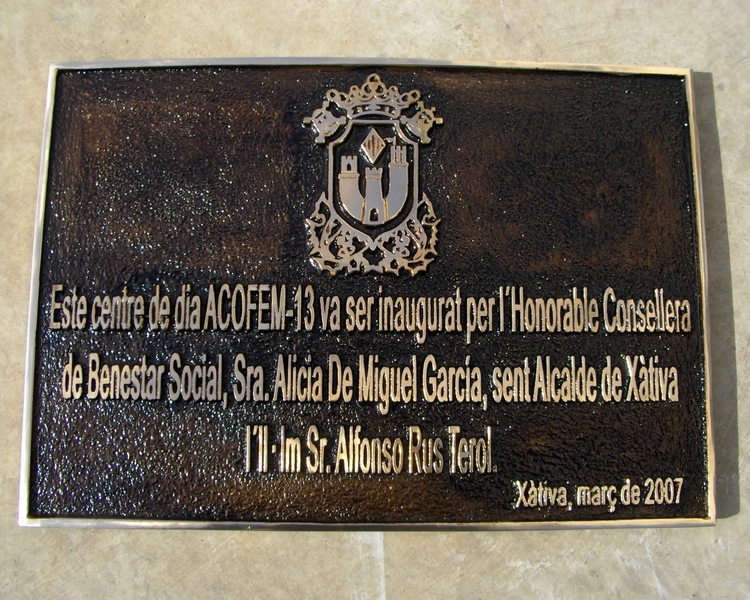 Este centre de dia ACOFEM-13 va ser inaugurat per l´Honorable Consellera
de Benestar Social, Sra. Alicia De Miguel García, sent Alcalde de Xàtiva
l´Il·lm Sr. Alfonso Rus Terol.
Xàtiva, març de 2007